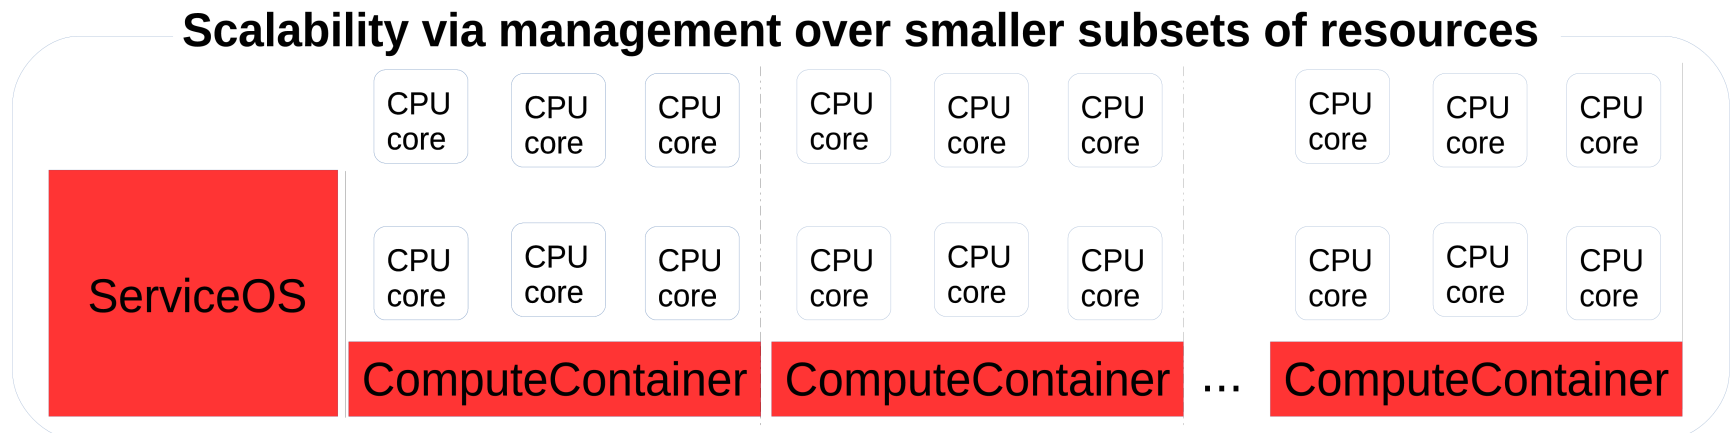 Scalability via management over smaller subsets of resources
CPU
core
CPU
core
CPU
core
CPU
core
CPU
core
CPU
core
CPU
core
CPU
core
CPU
core
CPU
core
CPU
core
CPU
core
CPU
core
CPU
core
CPU
core
CPU
core
CPU
core
CPU
core
ServiceOS
ComputeContainer
ComputeContainer
...
ComputeContainer